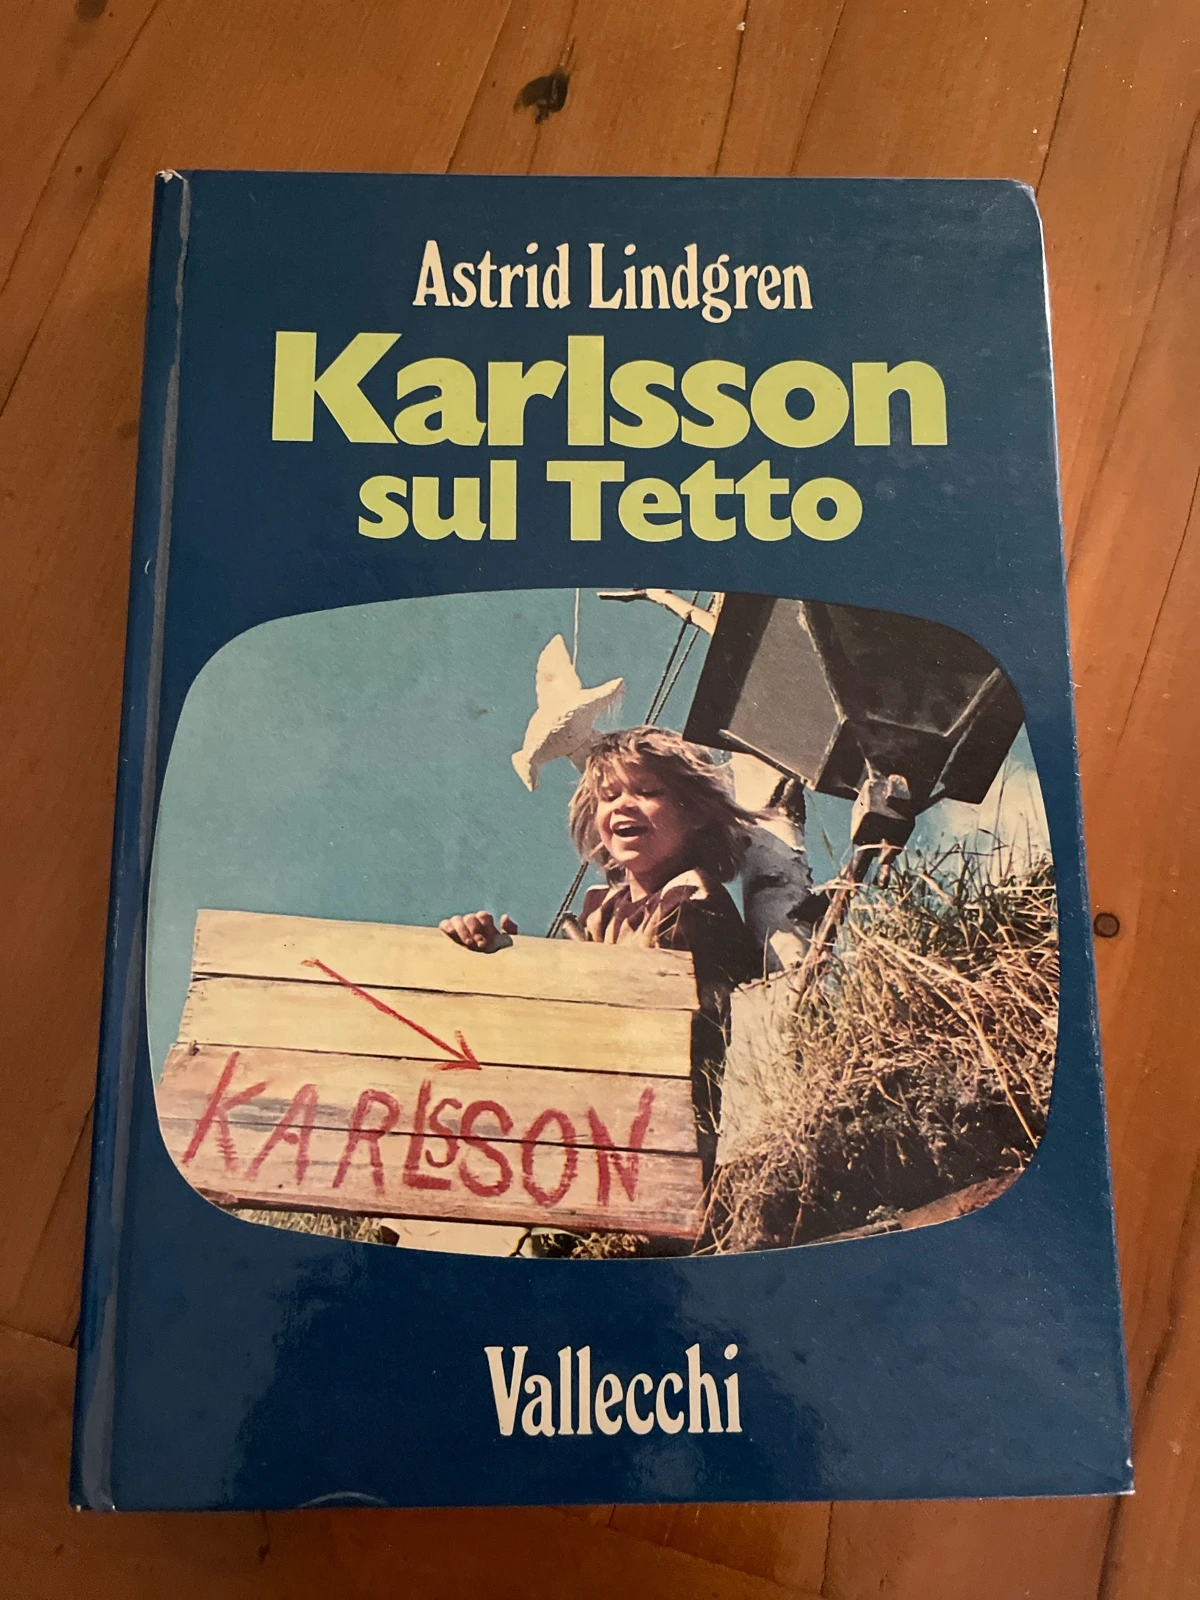 Astrid Lindgren
Karlsson
sul Tetto
KARLSSON
Vallecchi